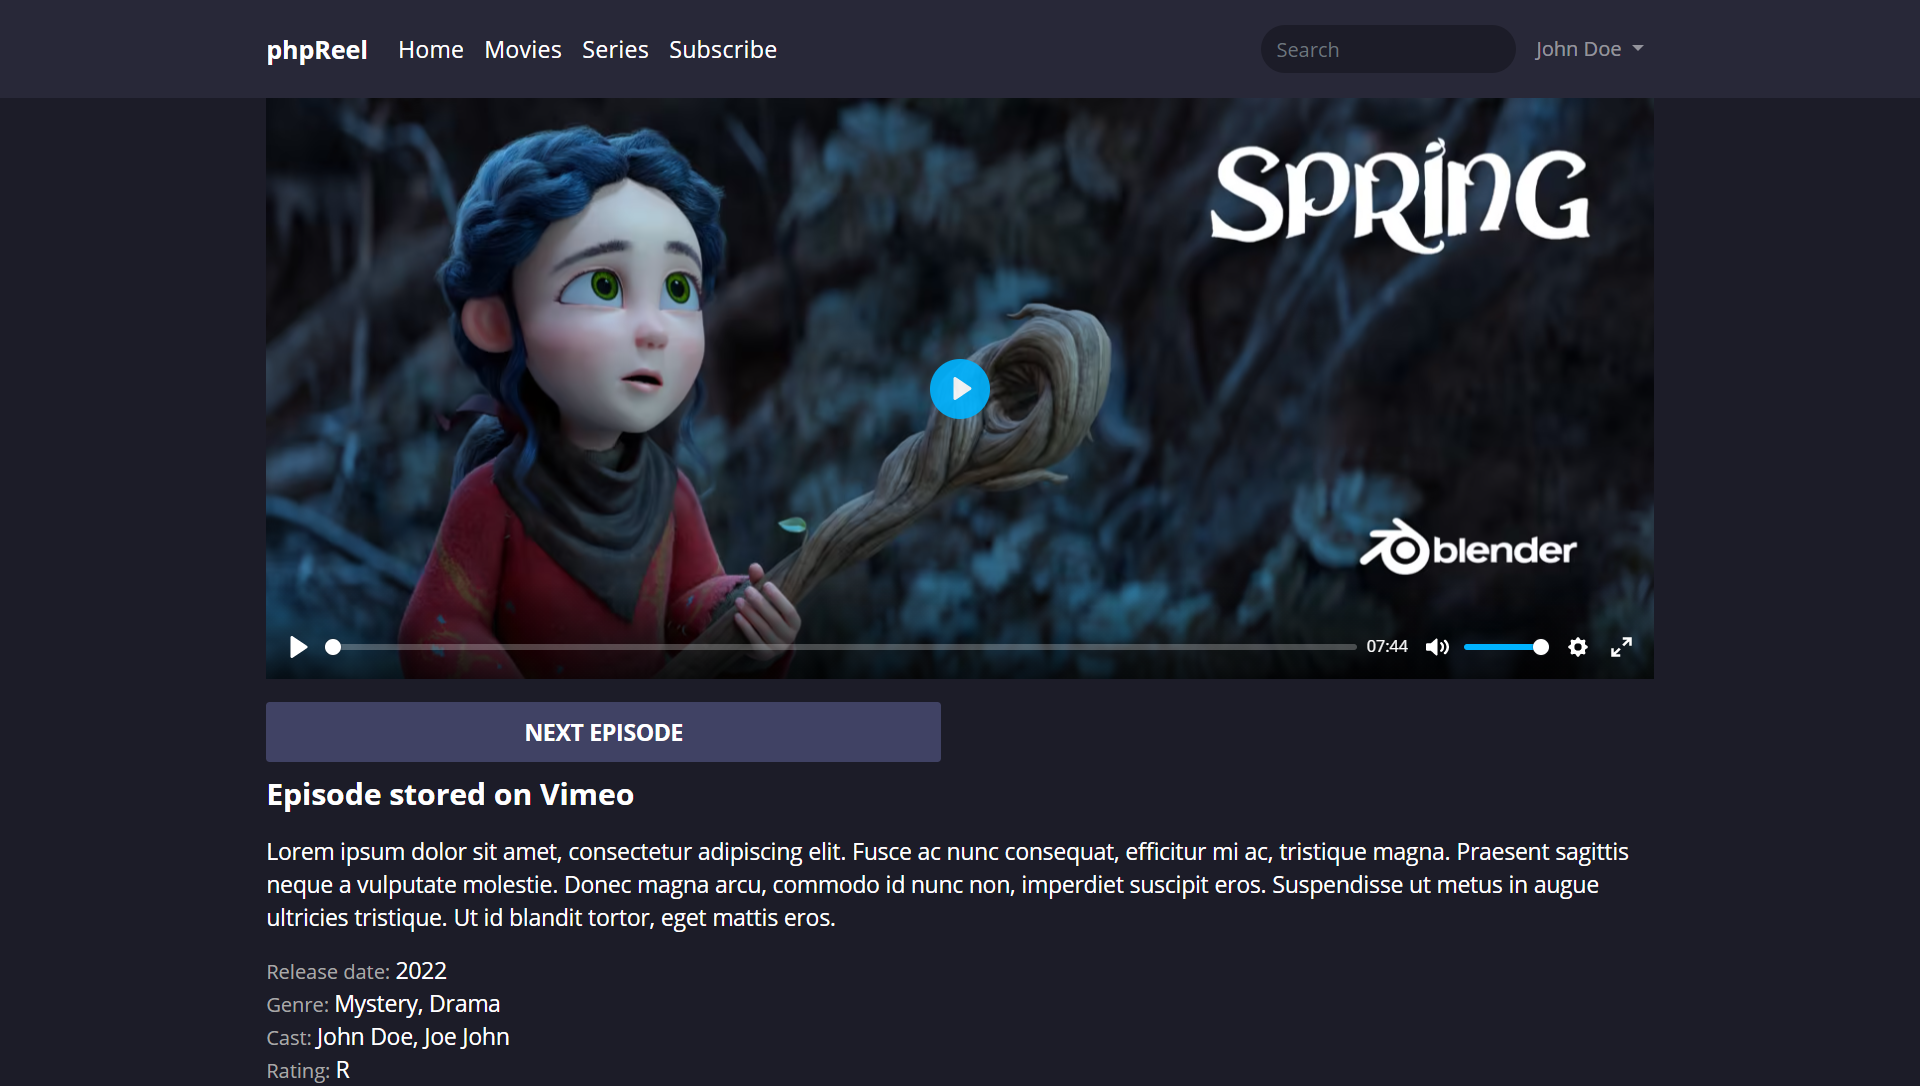 phpReel Home Movies Series Subscribe Search John Doe
SPRING
blender
07:44
NEXT EPISODE
Episode stored on Vimeo
Lorem ipsum dolor sit amet, consectetur adipiscing elit. Fusce ac nunc consequat, efficitur mi ac, tristique magna. Praesent sagittis
neque a vulputate molestie. Donec magna arcu, commodo id nunc non, imperdiet suscipit eros. Suspendisse ut metus in augue
ultricies tristique. Ut id blandit tortor, eget mattis eros.
Release date: 2022
Genre: Mystery, Drama
Cast: John Doe, Joe John
Rating: R